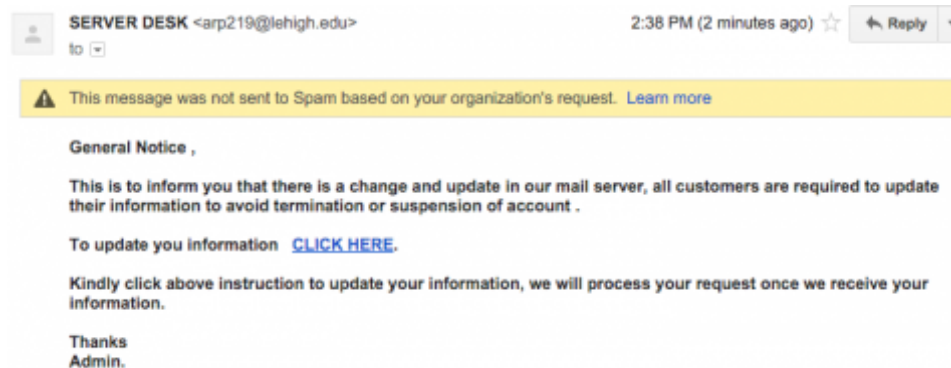 SERVER DESK <arp219@lehigh.edu> 2:38 PM (2 minutes ago) Reply
to
This message was not sent to Spam based on your organization's request. Learn more
General Notice ,
This is to inform you that there is a change and update in our mail server, all customers are required to update
their information to avoid termination or suspension of account .
To update you information CLICK HERE.
Kindly click above instruction to update your information, we will process your request once we receive your
information.
Thanks
Admin.